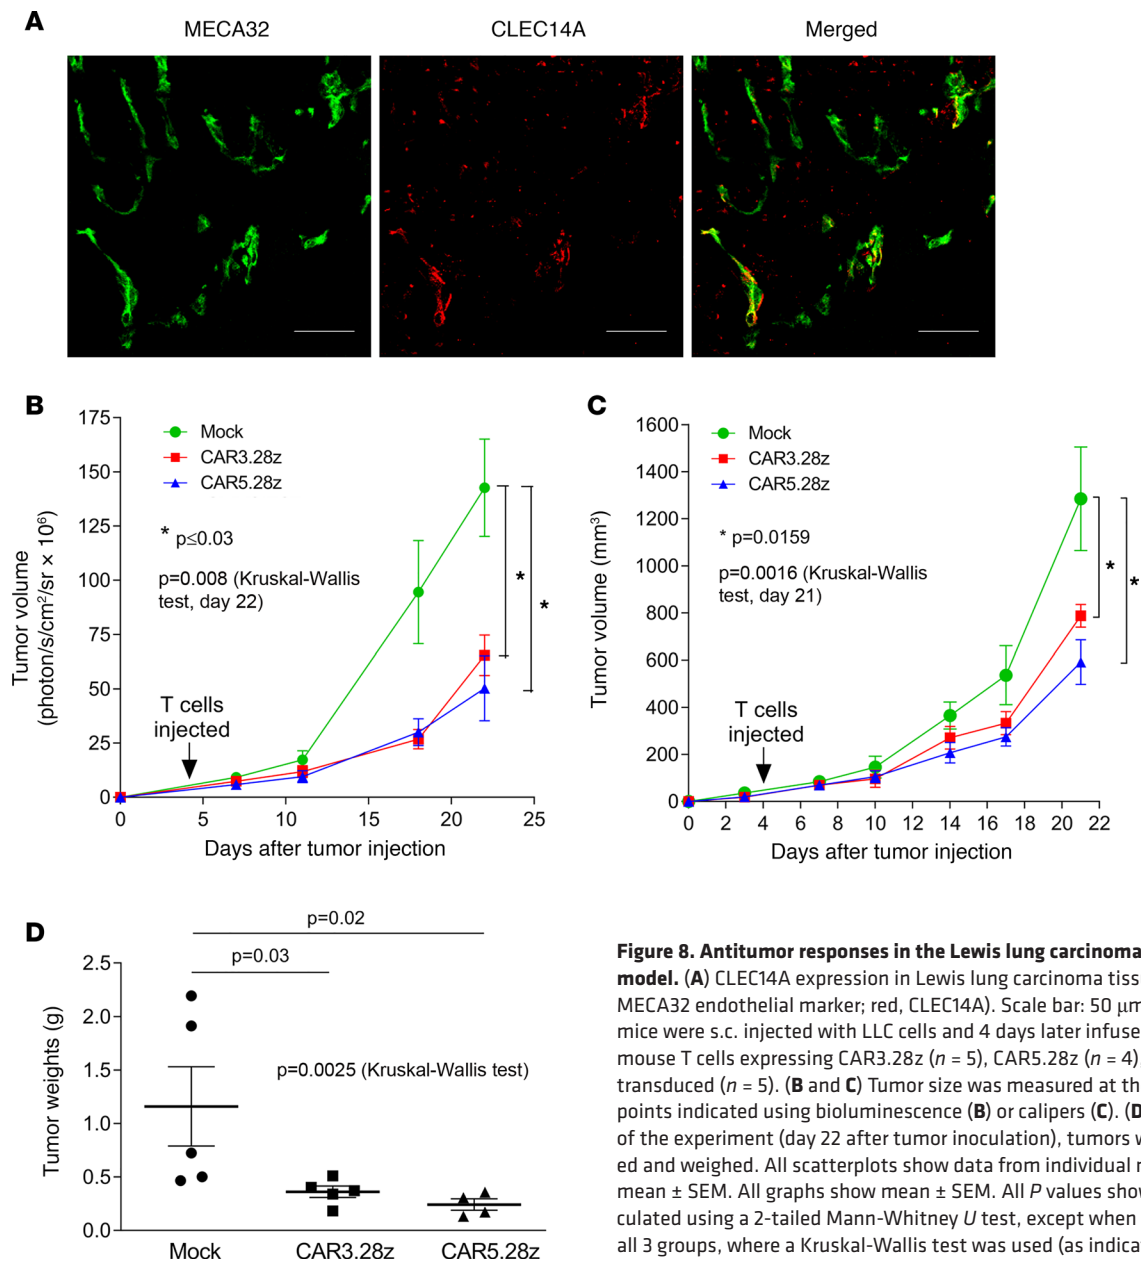 A
MECA32
CLEC14A
Merged
B
175
150
125
100
75
50
25
0
Tumor volume
(photon/s/cm²/sr × 10⁶)
Mock
CAR3.28z
CAR5.28z
* p≤0.03
p=0.008 (Kruskal-Wallis
test, day 22)
T cells
injected
*
*
0
5
10
15
20
25
Days after tumor injection
C
1600
1400
1200
1000
800
600
400
200
0
Tumor volume (mm³)
Mock
CAR3.28z
CAR5.28z
* p=0.0159
p=0.0016 (Kruskal-Wallis
test, day 21)
T cells
injected
*
*
0
2
4
6
8
10
12
14
16
18
20
22
Days after tumor injection
D
p=0.02
p=0.03
p=0.0025 (Kruskal-Wallis test)
2.5
2.0
1.5
1.0
0.5
0.0
Tumor weights (g)
Mock
CAR3.28z
CAR5.28z
Figure 8. Antitumor responses in the Lewis lung carcinoma
model. (A) CLEC14A expression in Lewis lung carcinoma tiss
MECA32 endothelial marker; red, CLEC14A). Scale bar: 50 μm
mice were s.c. injected with LLC cells and 4 days later infuse
mouse T cells expressing CAR3.28z (n = 5), CAR5.28z (n = 4)
transduced (n = 5). (B and C) Tumor size was measured at th
points indicated using bioluminescence (B) or calipers (C). (D
of the experiment (day 22 after tumor inoculation), tumors w
ed and weighed. All scatterplots show data from individual
mean ± SEM. All graphs show mean ± SEM. All P values sho
culated using a 2-tailed Mann-Whitney U test, except when
all 3 groups, where a Kruskal-Wallis test was used (as indica